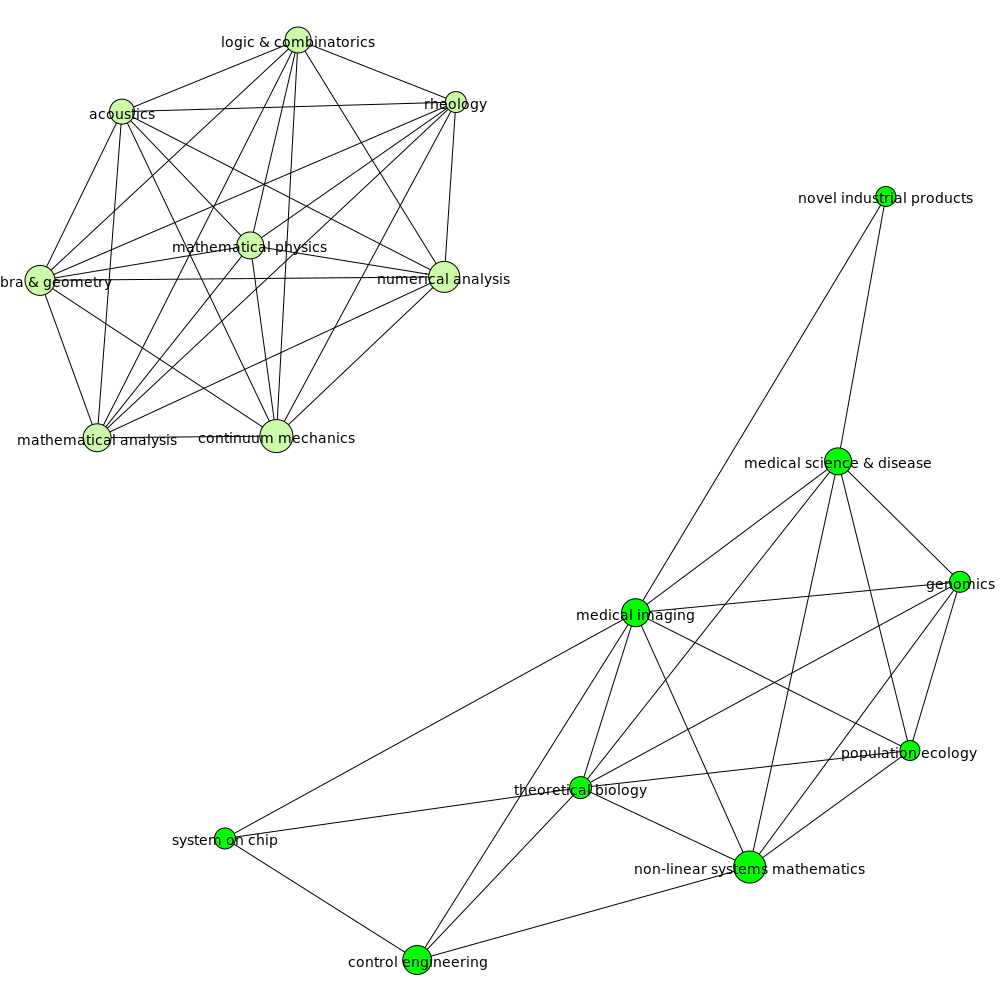 logic & combinatorics
rheology
acoustics
novel industrial products
mathematical physics
bra & geometry
numerical analysis
mathematical analysis
continuum mechanics
medical science & disease
genomics
medical imaging
population ecology
theoretical biology
system on chip
non-linear systems mathematics
control engineering